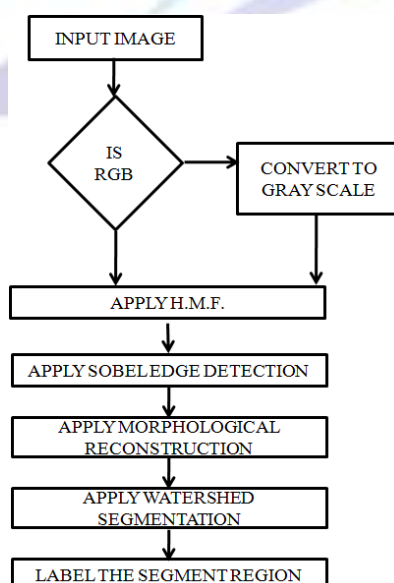 INPUT IMAGE
IS
RGB
CONVERT TO
GRAY SCALE
APPLY H.M.F.
APPLY SOBEL EDGE DETECTION
APPLY MORPHOLOGICAL
RECONSTRUCTION
APPLY WATERSHED
SEGMENTATION
LABEL THE SEGMENT REGION